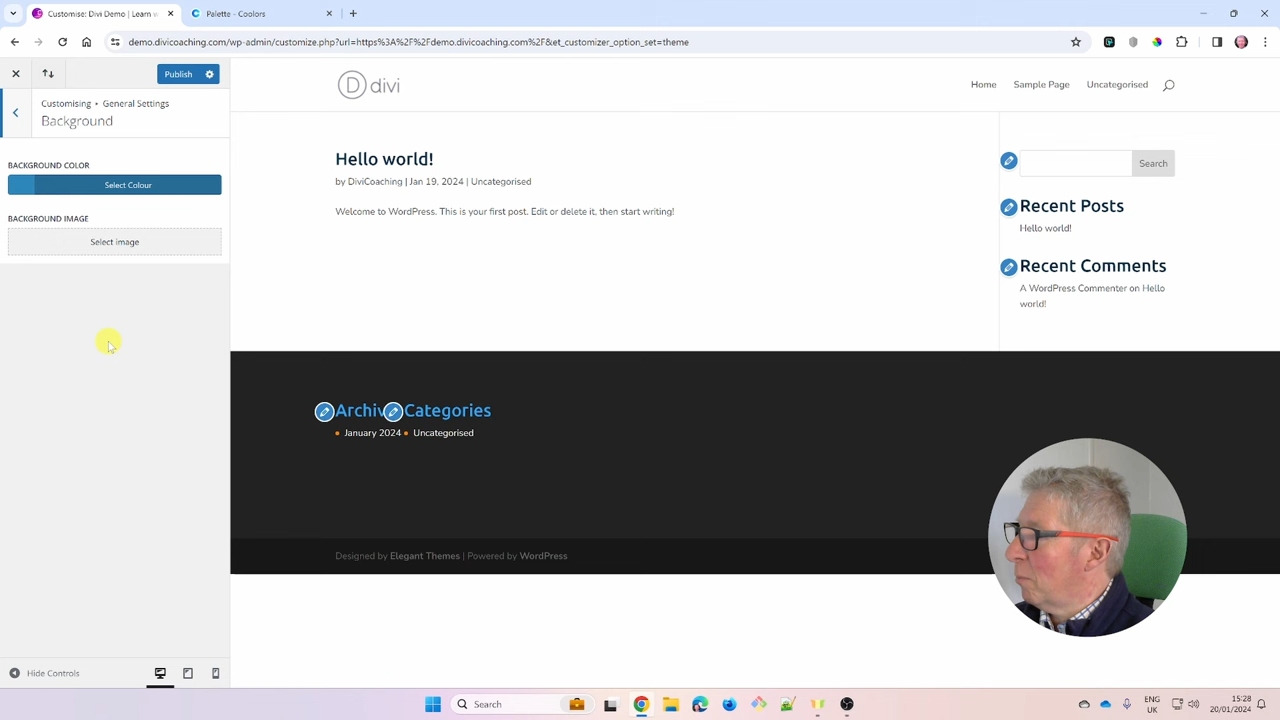 Customise: Divi Demo | Learn w
Palette - Coolors
demo.divicoaching.com/wp-admin/customize.php?url=https%3A%2F%2Fdemo.divicoaching.com%2F&et_customizer_option_set=theme
Publish
Customising ▸ General Settings
Background
BACKGROUND COLOR
Select Colour
BACKGROUND IMAGE
Select image
Hide Controls
D divi
Home
Sample Page
Uncategorised
Hello world!
by DiviCoaching | Jan 19, 2024 | Uncategorised
Welcome to WordPress. This is your first post. Edit or delete it, then start writing!
Search
Recent Posts
Hello world!
Recent Comments
A WordPress Commenter on Hello
world!
Archiv
Categories
January 2024
Uncategorised
Designed by Elegant Themes | Powered by WordPress
Search
ENG
UK
15:28
20/01/2024